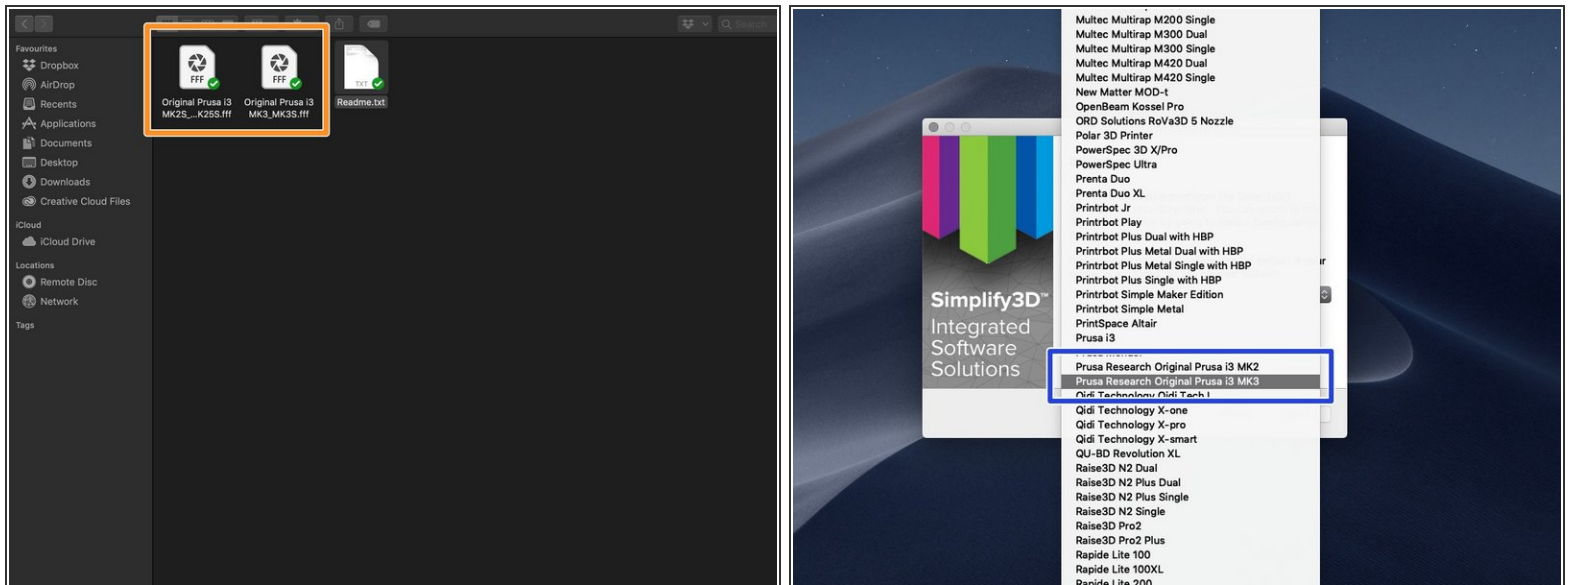 Search
Favourites
Dropbox
AirDrop
Recents
Applications
Documents
Desktop
Downloads
Creative Cloud Files
iCloud
iCloud Drive
Locations
Remote Disc
Network
Tags
FFF
Original Prusa i3
MK2S_...K25S.fff
FFF
Original Prusa i3
MK3_MK3S.fff
TXT
Readme.txt
Simplify3D™
Integrated
Software
Solutions
Multec Multirap M200 Single
Multec Multirap M300 Dual
Multec Multirap M300 Single
Multec Multirap M420 Dual
Multec Multirap M420 Single
New Matter MOD-t
OpenBeam Kossel Pro
ORD Solutions RoVa3D 5 Nozzle
Polar 3D Printer
PowerSpec 3D X/Pro
PowerSpec Ultra
Prenta Duo
Prenta Duo XL
Printrbot Jr
Printrbot Play
Printrbot Plus Dual with HBP
Printrbot Plus Metal Dual with HBP
Printrbot Plus Metal Single with HBP
Printrbot Plus Single with HBP
Printrbot Simple Maker Edition
Printrbot Simple Metal
PrintSpace Altair
Prusa i3
Prusa Research Original Prusa i3 MK2
Prusa Research Original Prusa i3 MK3
Qidi Technology Qidi Tech I
Qidi Technology X-one
Qidi Technology X-pro
Qidi Technology X-smart
QU-BD Revolution XL
Raise3D N2 Dual
Raise3D N2 Plus Dual
Raise3D N2 Plus Single
Raise3D N2 Single
Raise3D Pro2
Raise3D Pro2 Plus
Rapide Lite 100
Rapide Lite 100XL
Rapide Lite 200